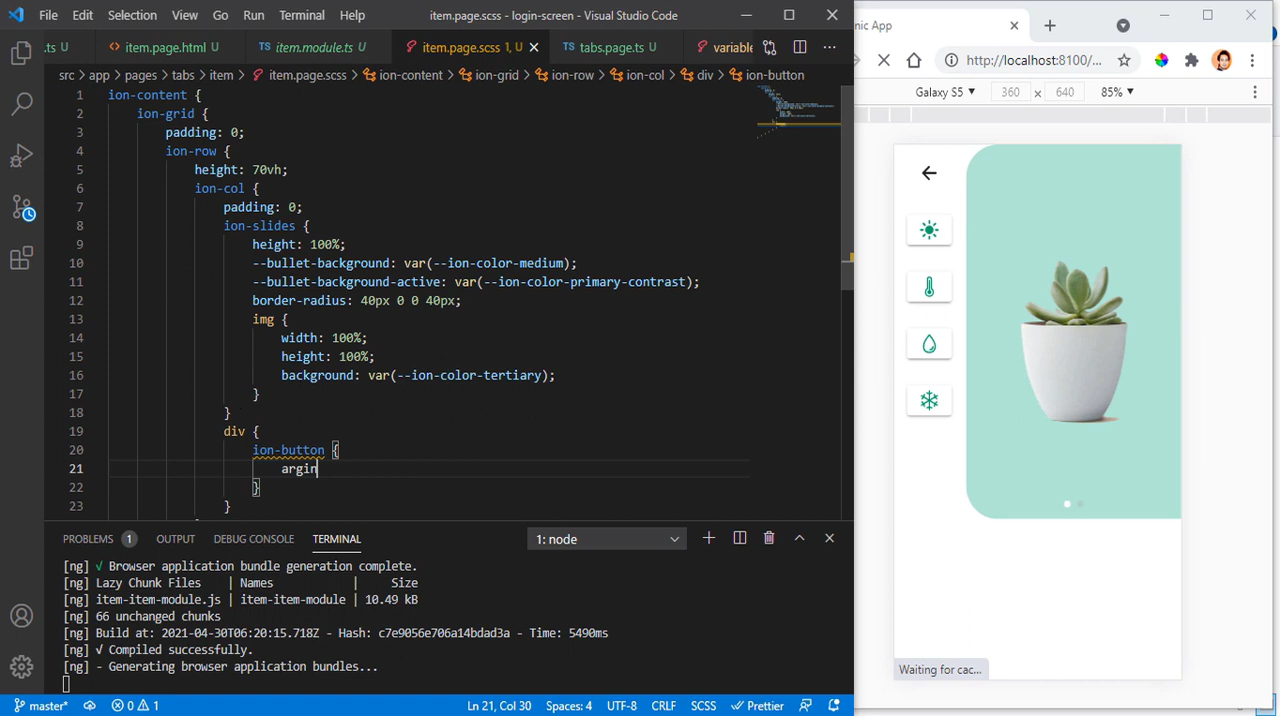 File Edit Selection View Go Run Terminal Help item.page.scss - login-screen - Visual Studio Code
.ts U item.page.html U item.module.ts U item.page.scss 1, U tabs.page.ts U variable
src > app > pages > tabs > item > item.page.scss > ion-content > ion-grid > ion-row > ion-col > div > ion-button
1 ion-content {
2 ion-grid {
3 padding: 0;
4 ion-row {
5 height: 70vh;
6 ion-col {
7 padding: 0;
8 ion-slides {
9 height: 100%;
10 --bullet-background: var(--ion-color-medium);
11 --bullet-background-active: var(--ion-color-primary-contrast);
12 border-radius: 40px 0 0 40px;
13 img {
14 width: 100%;
15 height: 100%;
16 background: var(--ion-color-tertiary);
17 }
18 }
19 div {
20 ion-button {
21 argin
22 }
23 }
PROBLEMS 1 OUTPUT DEBUG CONSOLE TERMINAL 1: node
[ng] √ Browser application bundle generation complete.
[ng] Lazy Chunk Files | Names | Size
[ng] item-item-module.js | item-item-module | 10.49 kB
[ng] 66 unchanged chunks
[ng] Build at: 2021-04-30T06:20:15.718Z - Hash: c7e9056e706a14bdad3a - Time: 5490ms
[ng] √ Compiled successfully.
[ng] - Generating browser application bundles...
master* 0 1 Ln 21, Col 30 Spaces: 4 UTF-8 CRLF SCSS Prettier
nic App
http://localhost:8100/...
Galaxy S5 360 x 640 85%
Waiting for cac...